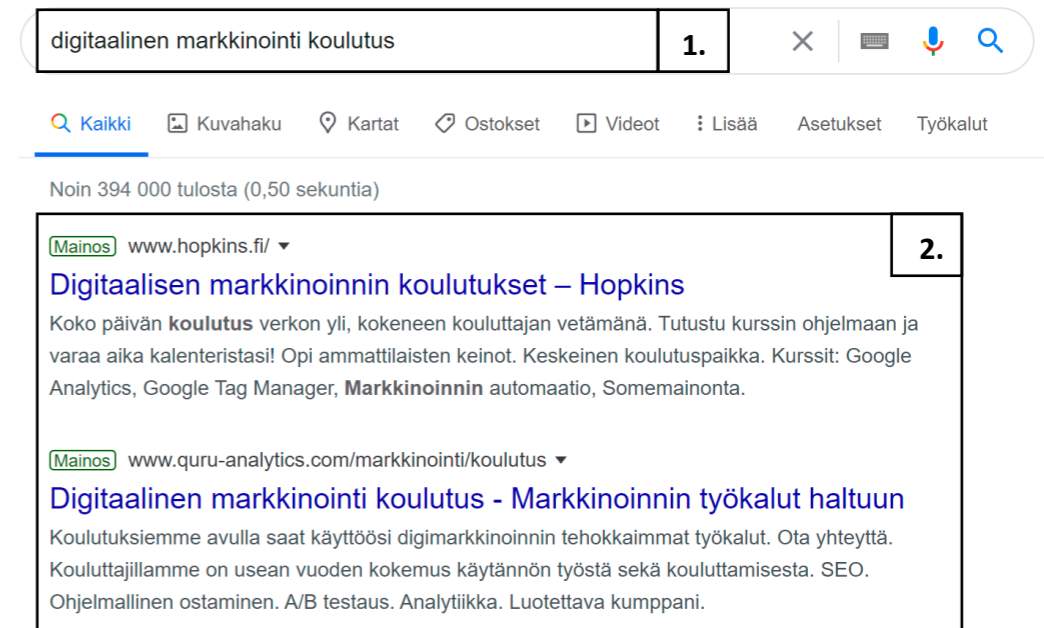 digitaalinen markkinointi koulutus 1.
Kaikki Kuvahaku Kartat Ostokset Videot Lisää Asetukset Työkalut
Noin 394 000 tulosta (0,50 sekuntia)
2.
Mainos www.hopkins.fi/
Digitaalisen markkinoinnin koulutukset – Hopkins
Koko päivän koulutus verkon yli, kokeneen kouluttajan vetämänä. Tutustu kurssin ohjelmaan ja
varaa aika kalenteristasi! Opi ammattilaisten keinot. Keskeinen koulutuspaikka. Kurssit: Google
Analytics, Google Tag Manager, Markkinoinnin automaatio, Somemainonta.
Mainos www.quru-analytics.com/markkinointi/koulutus
Digitaalinen markkinointi koulutus - Markkinoinnin työkalut haltuun
Koulutuksiemme avulla saat käyttöösi digimarkkinoinnin tehokkaimmat työkalut. Ota yhteyttä.
Kouluttajillamme on usean vuoden kokemus käytännön työstä sekä kouluttamisesta. SEO.
Ohjelmallinen ostaminen. A/B testaus. Analytiikka. Luotettava kumppani.